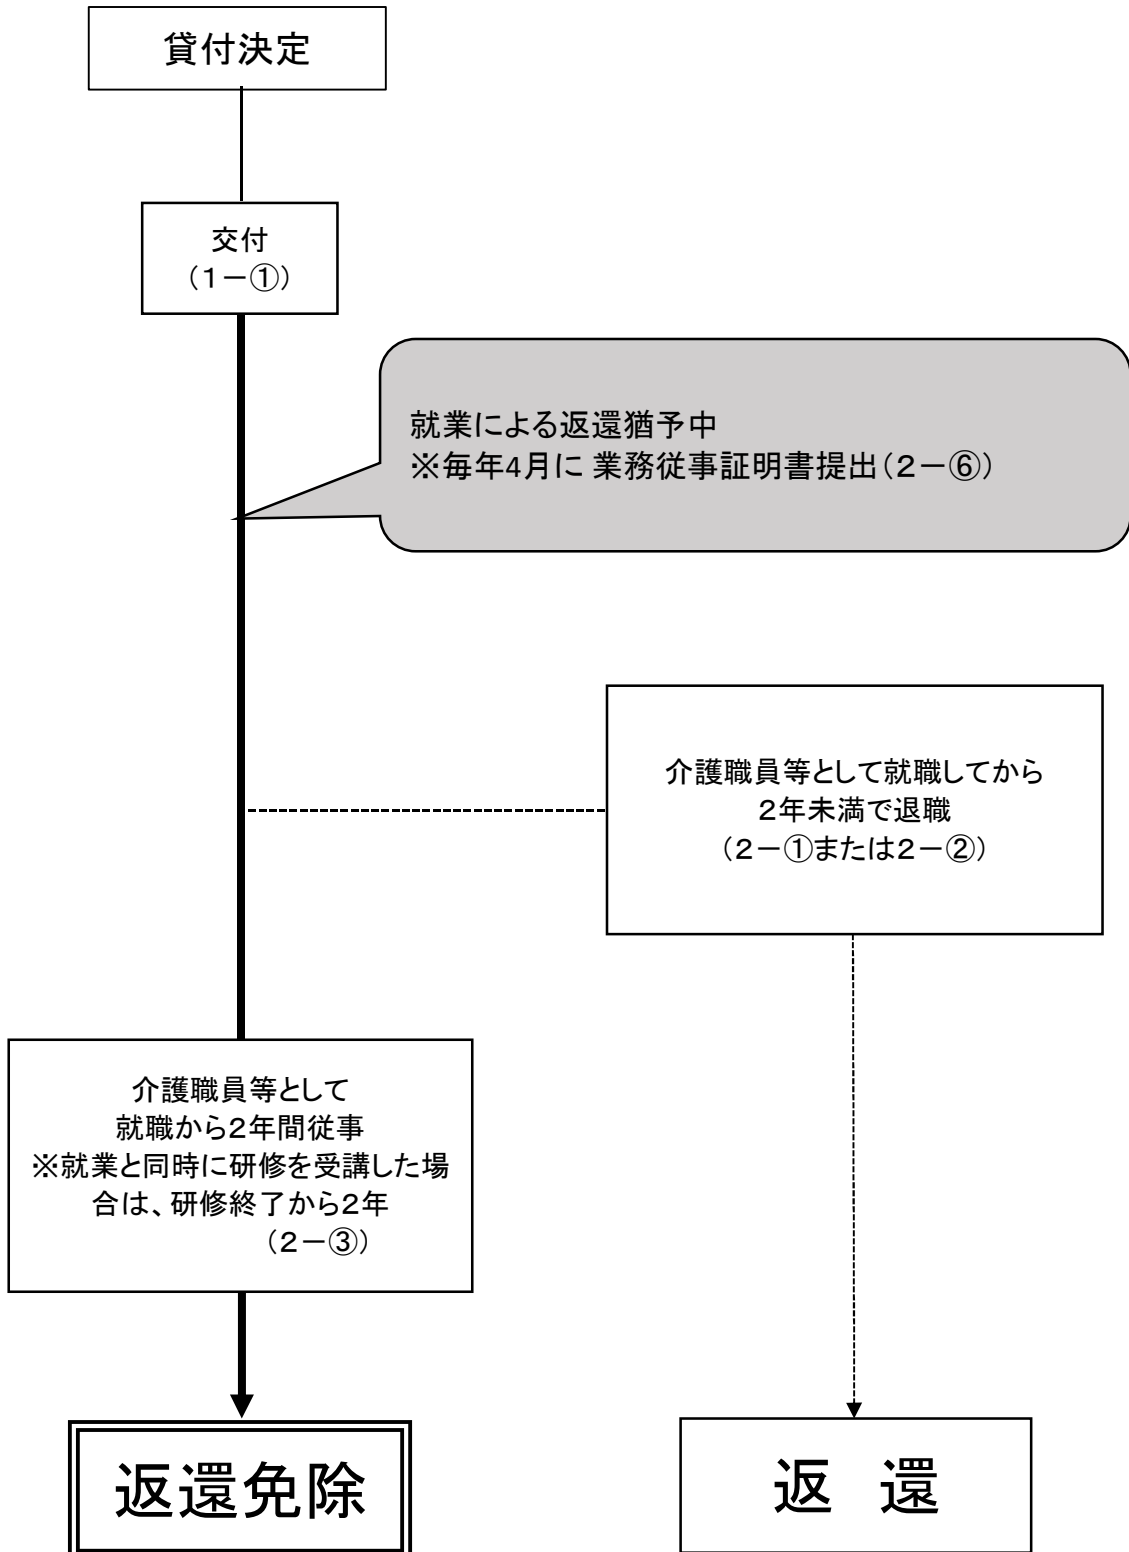 貸付決定
交付
(1－①)
就業による返還猶予中
※毎年4月に 業務従事証明書提出(2－⑥)
介護職員等として就職してから
2年未満で退職
(2－①または2－②)
介護職員等として
就職から2年間従事
※就業と同時に研修を受講した場
合は、研修終了から2年
(2－③)
返還免除
返　還